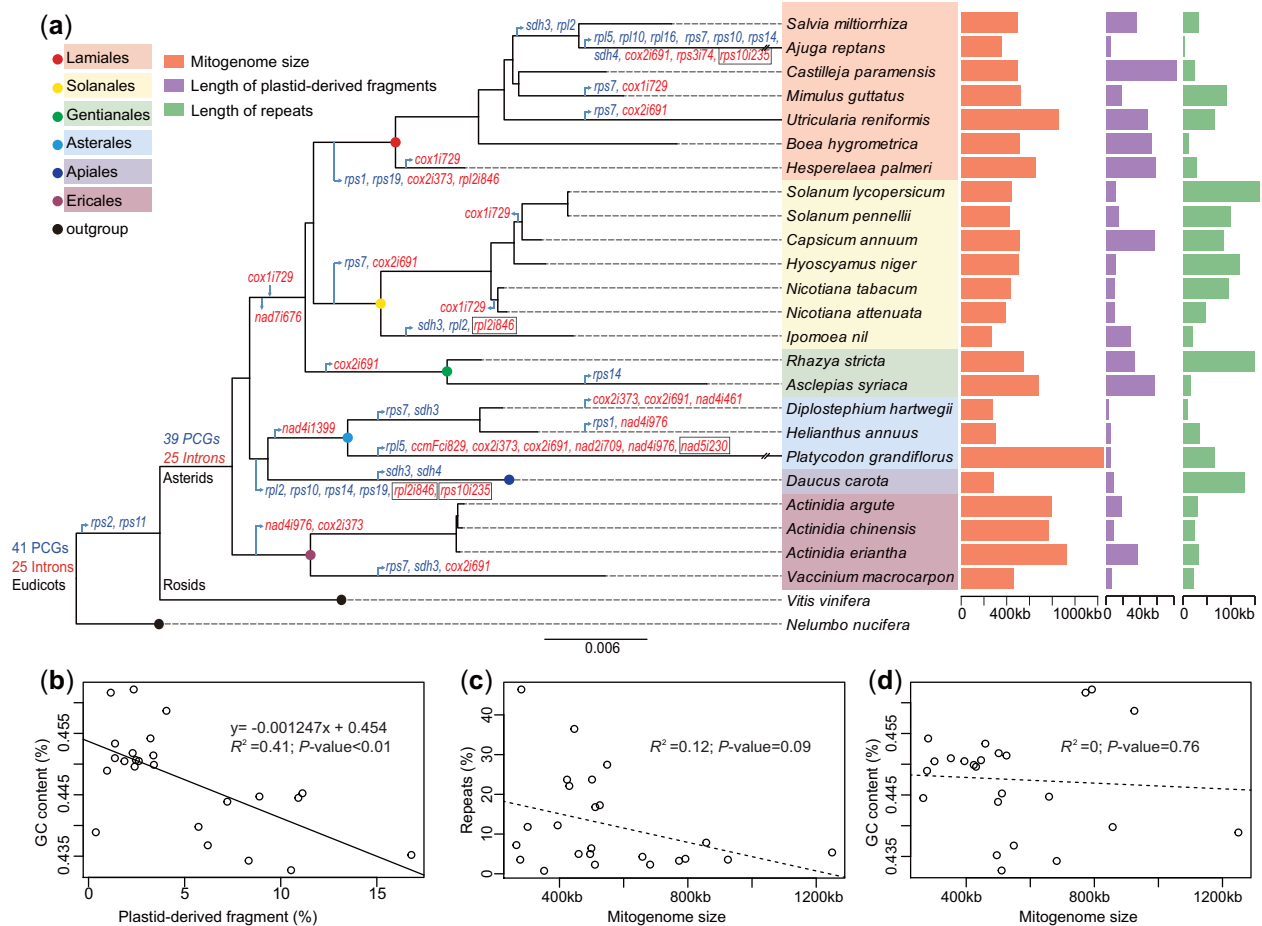 (a)
Lamiales
Solanales
Gentianales
Asterales
Apiales
Ericales
outgroup
Mitogenome size
Length of plastid-derived fragments
Length of repeats
sdh3, rpl2
rpl5, rpl10, rpl16, rps7, rps10, rps14,
sdh4, cox2i691, rps3i74, rps10i235
rps7, cox1i729
rps7, cox2i691
cox1i729
rps1, rps19, cox2i373, rpl2i846
cox1i729
rps7, cox2i691
cox1i729
nad7i676
cox1i729
sdh3, rpl2, rpl2i846
cox2i691
rps14
cox2i373, cox2i691, nad4i461
rps7, sdh3
rps1, nad4i976
nad4i1399
rpl5, ccmFci829, cox2i373, cox2i691, nad2i709, nad4i976, nad5i230
39 PCGs
25 Introns
Asterids
sdh3, sdh4
rpl2, rps10, rps14, rps19, rpl2i846, rps10i235
rps2, rps11
nad4i976, cox2i373
41 PCGs
25 Introns
Eudicots
rps7, sdh3, cox2i691
Rosids
0.006
Salvia miltiorrhiza
Ajuga reptans
Castilleja paramensis
Mimulus guttatus
Utricularia reniformis
Boea hygrometrica
Hesperelaea palmeri
Solanum lycopersicum
Solanum pennellii
Capsicum annuum
Hyoscyamus niger
Nicotiana tabacum
Nicotiana attenuata
Ipomoea nil
Rhazya stricta
Asclepias syriaca
Diplostephium hartwegii
Helianthus annuus
Platycodon grandiflorus
Daucus carota
Actinidia argute
Actinidia chinensis
Actinidia eriantha
Vaccinium macrocarpon
Vitis vinifera
Nelumbo nucifera
0 400kb 1000kb
0 40kb
0 100kb
(b)
y= -0.001247x + 0.454
R²=0.41; P-value<0.01
GC content (%)
0.455
0.445
0.435
0 5 10 15
Plastid-derived fragment (%)
(c)
R²=0.12; P-value=0.09
Repeats (%)
40
30
20
10
0
400kb 800kb 1200kb
Mitogenome size
(d)
R²=0; P-value=0.76
GC content (%)
0.455
0.445
0.435
400kb 800kb 1200kb
Mitogenome size